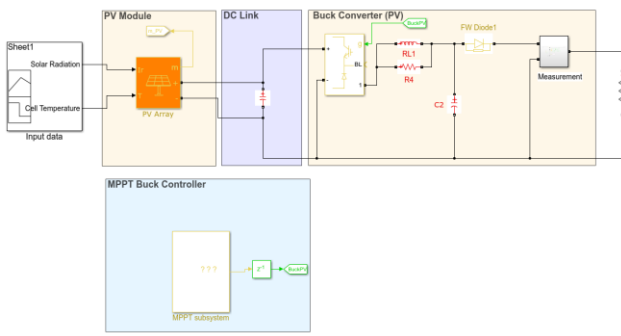 PV Module
DC Link
Buck Converter (PV)
Sheet1
Solar Radiation
Cell Temperature
Input data
m
T
+
-
PV Array
+
-
g
BL
1
BuckPV
RL1
R4
C2
FW Diode1
Measurement
MPPT Buck Controller
? ? ?
MPPT subsystem
BuckPV